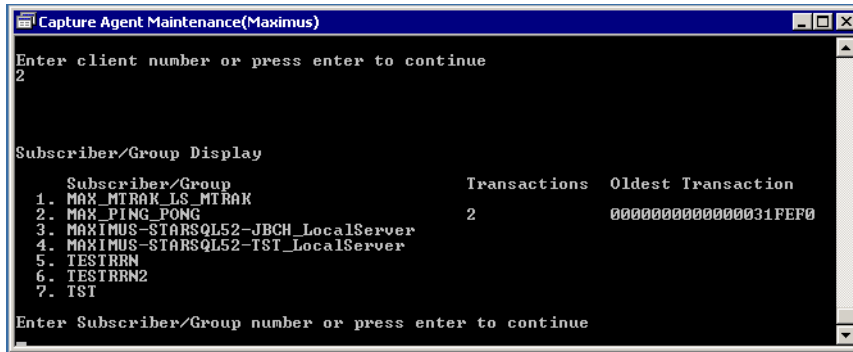 Capture Agent Maintenance(Maximus)
Enter client number or press enter to continue
2
Subscriber/Group Display
Subscriber/Group Transactions Oldest Transaction
1. MAX_MTRAK_LS_MTRAK
2. MAX_PING_PONG 2 0000000000000031FEF0
3. MAXIMUS-STARSQL52-JBCH_LocalServer
4. MAXIMUS-STARSQL52-TST_LocalServer
5. TESTRRN
6. TESTRRN2
7. TST
Enter Subscriber/Group number or press enter to continue